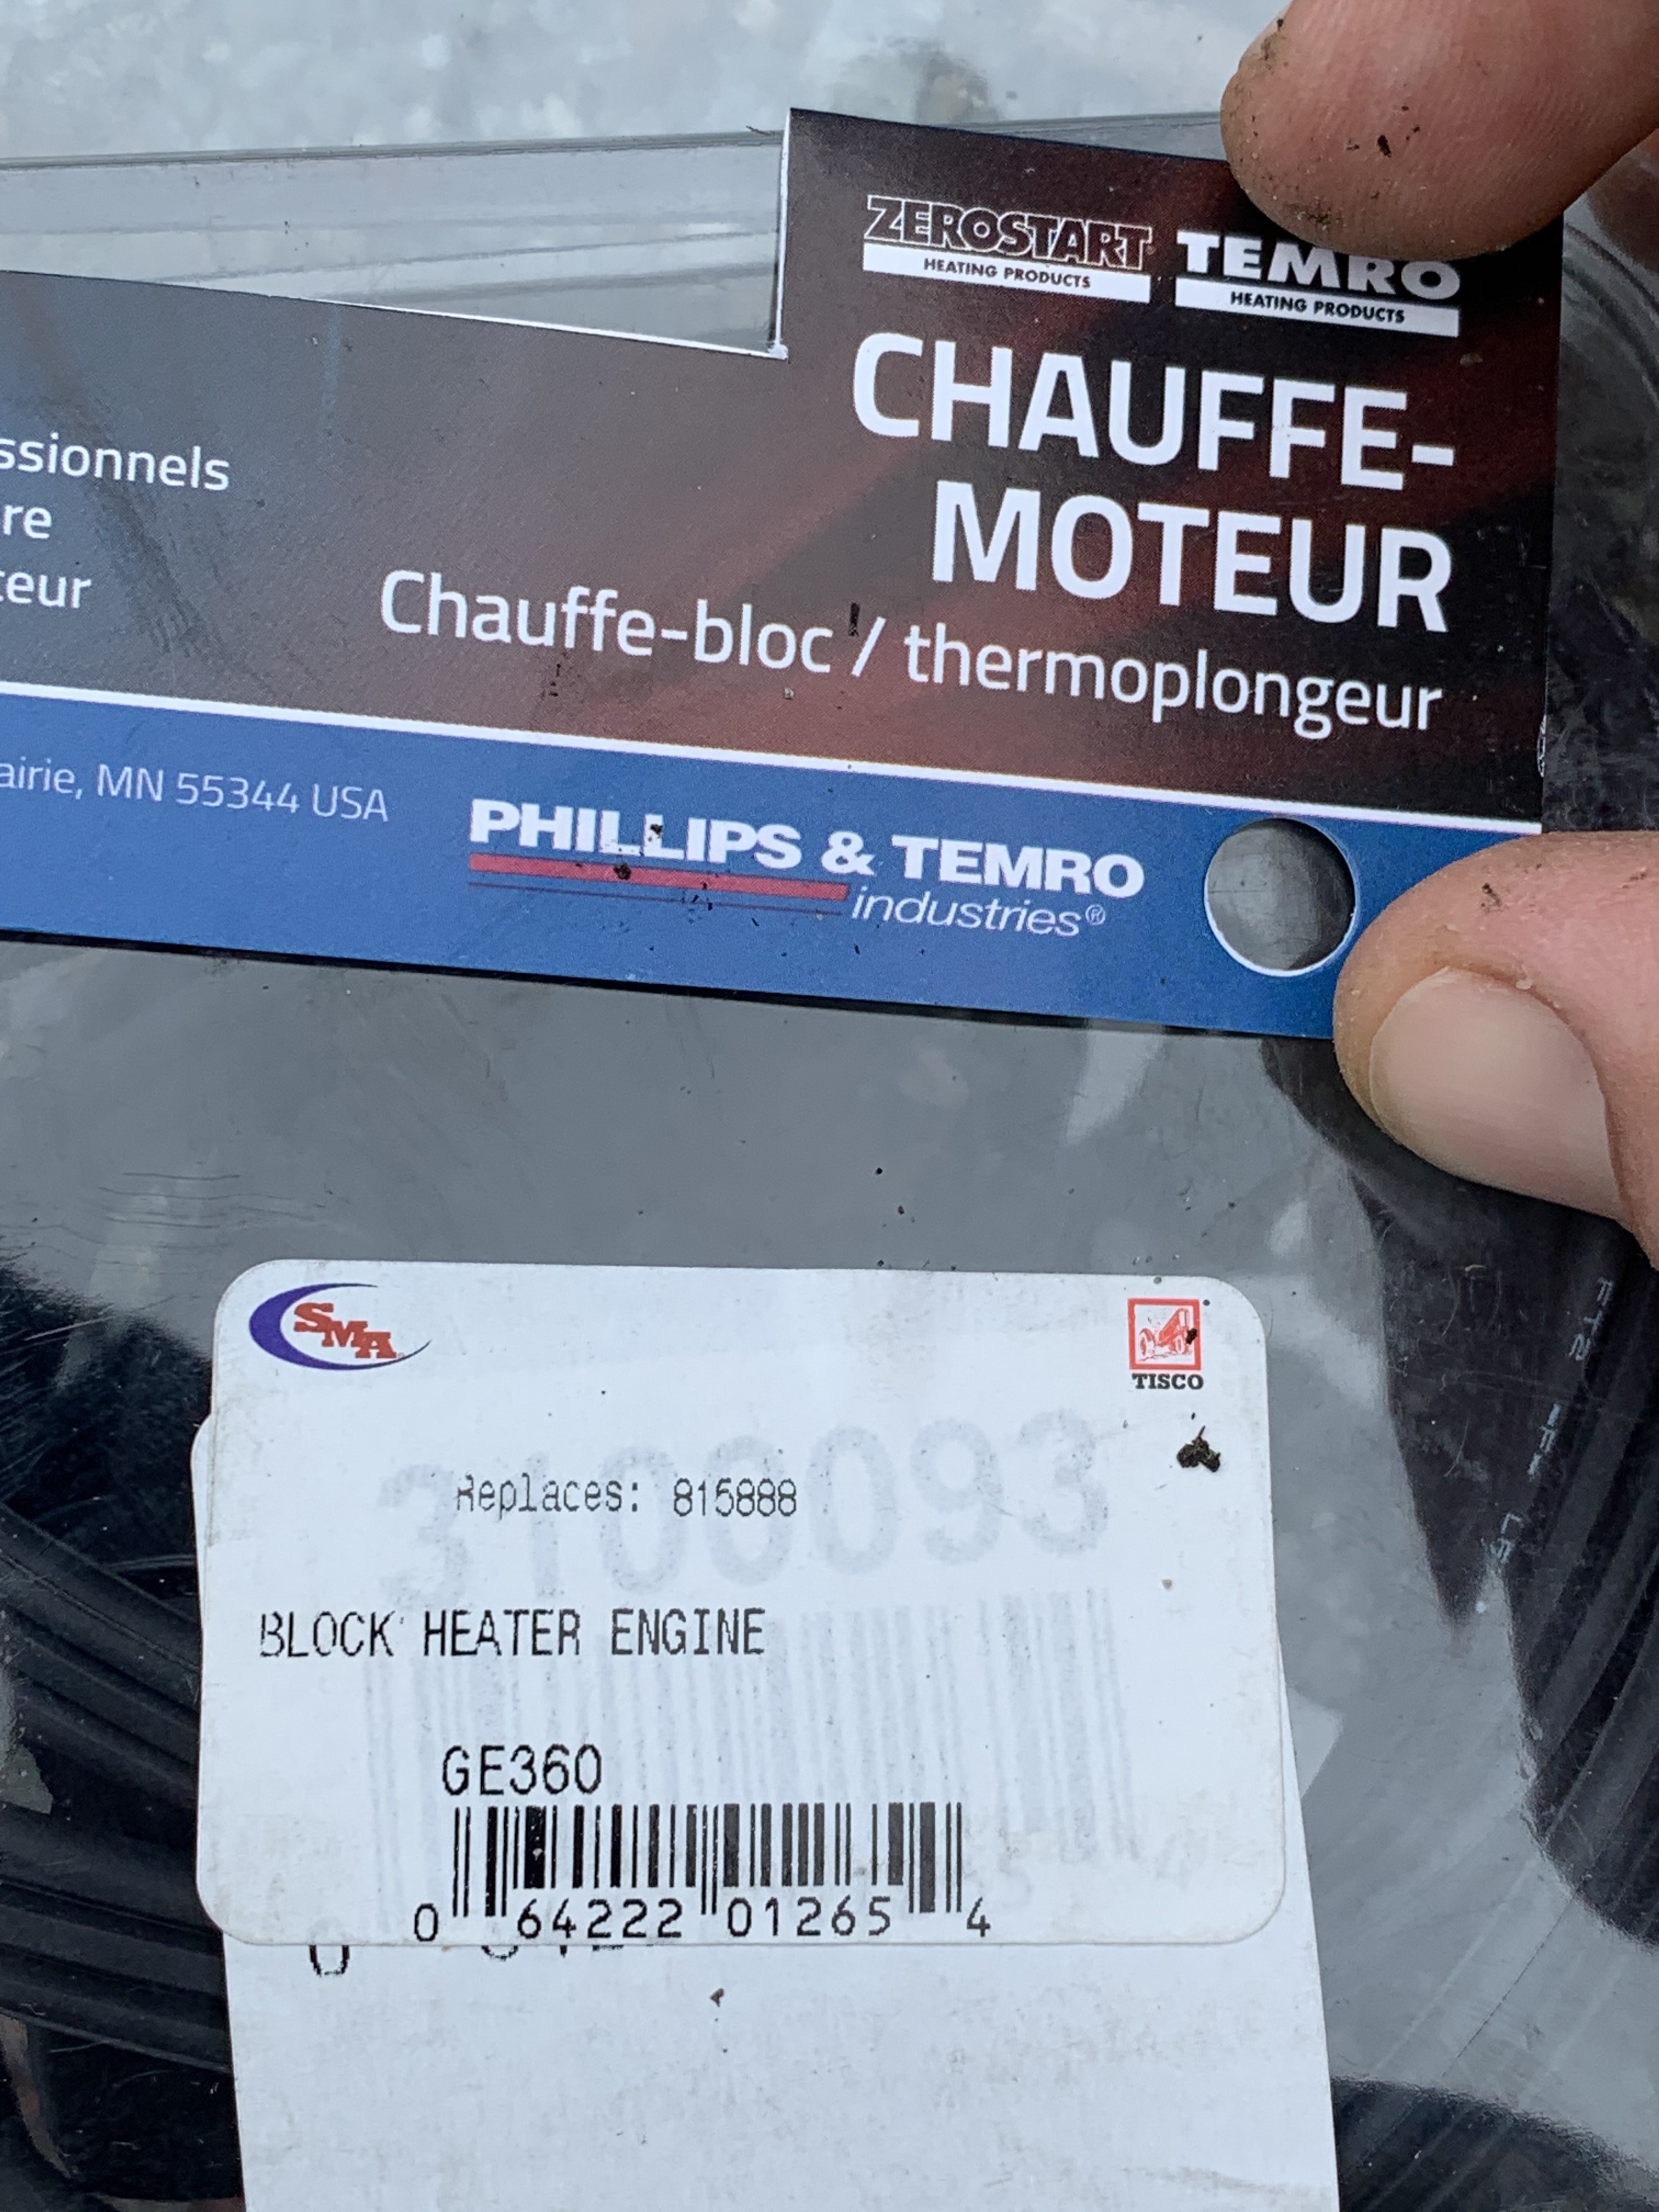 ZEROSTART
HEATING PRODUCTS
TEMRO
HEATING PRODUCTS
CHAUFFE-
MOTEUR
Chauffe-bloc / thermoplongeur
ssionnels
re
teur
airie, MN 55344 USA
PHILLIPS & TEMRO
industries®
SMA
TISCO
3100093
Replaces: 815888
BLOCK HEATER ENGINE
GE360
0 64222 01265 4